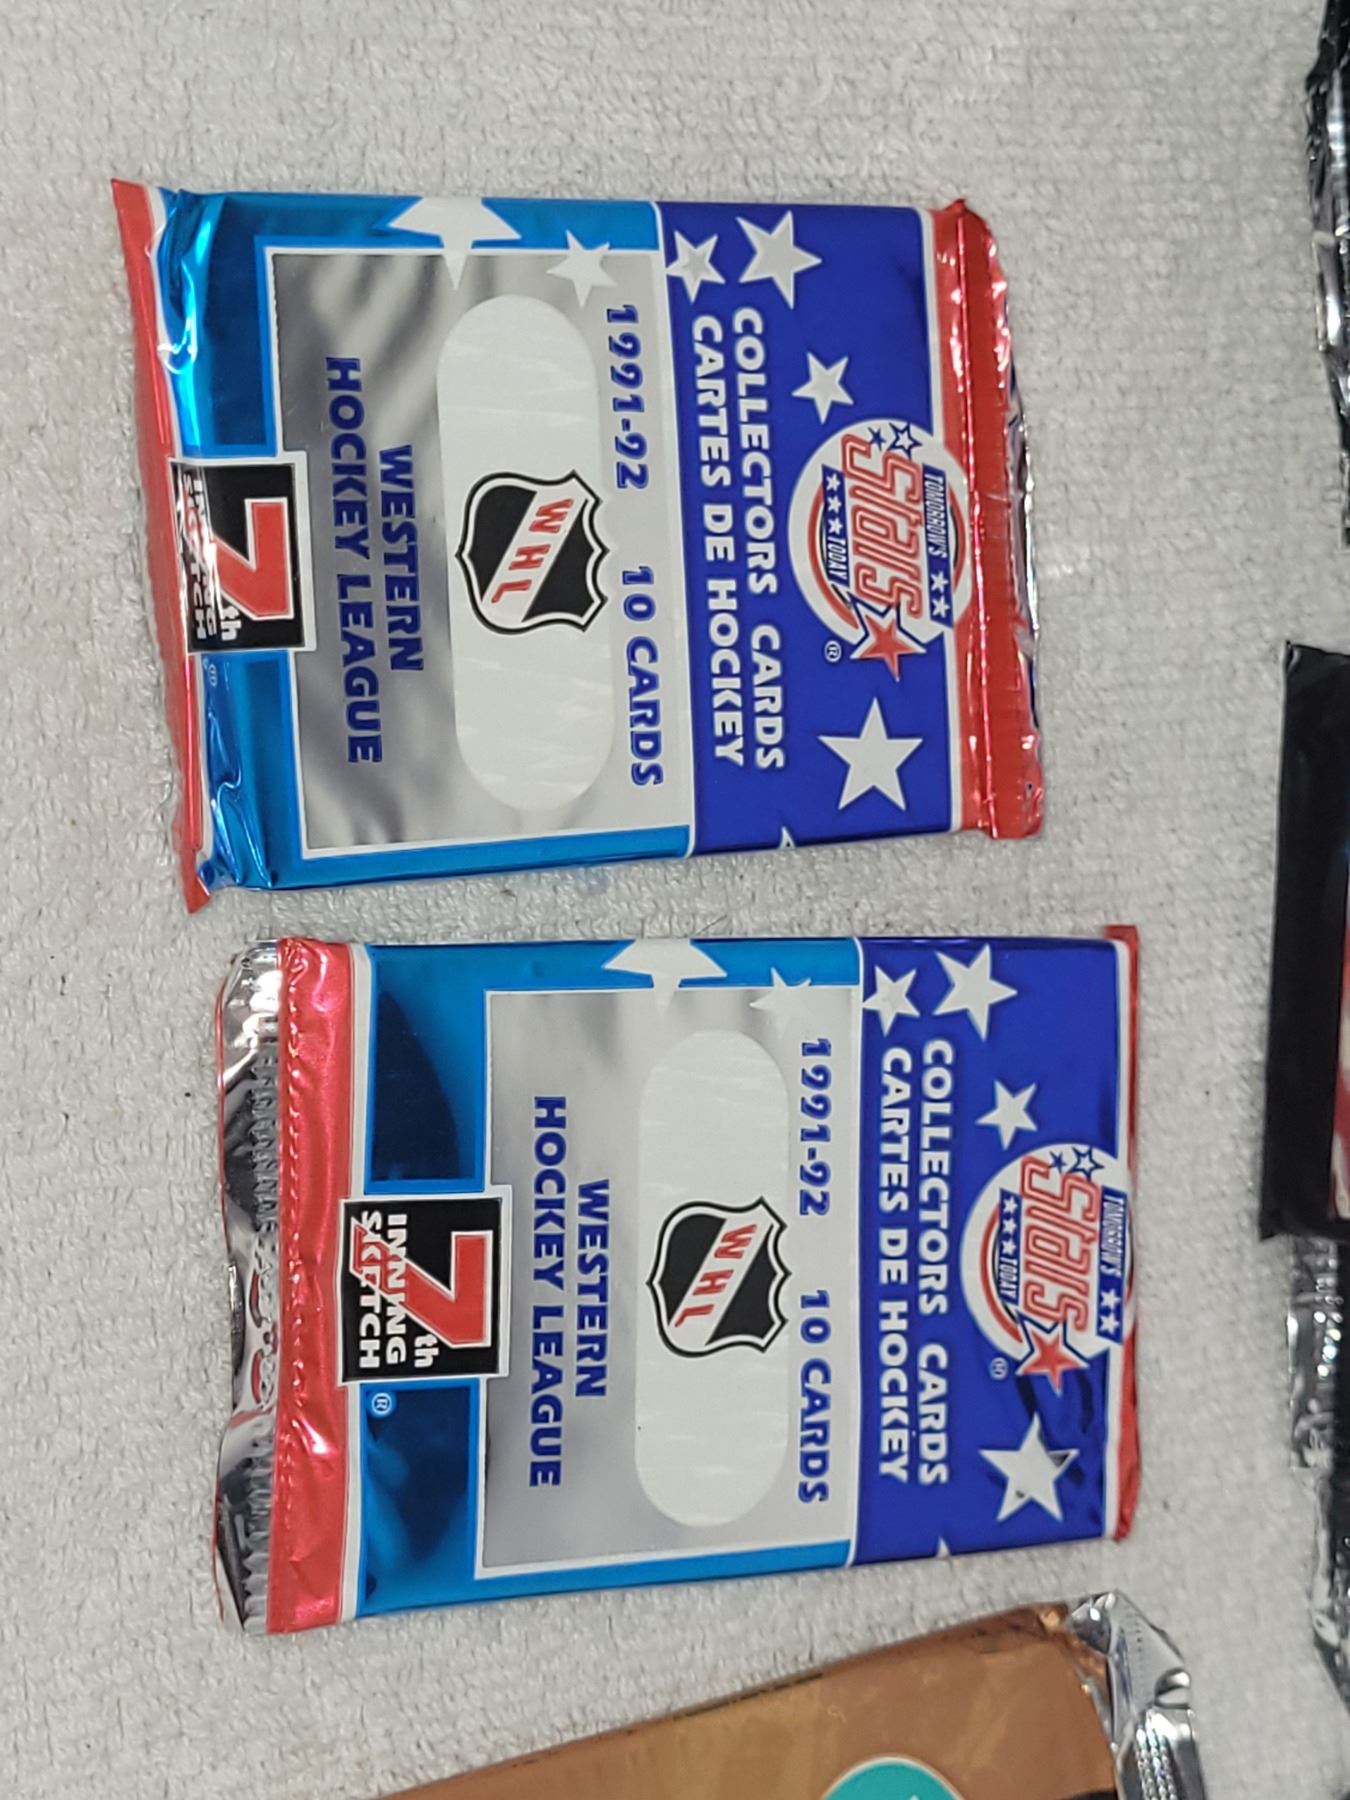 TOMORROW'S
Stars
TODAY
®
COLLECTORS CARDS
CARTES DE HOCKEY
1991-92 10 CARDS
WHL
WESTERN
HOCKEY LEAGUE
7th
INNING
SKETCH
®
TOMORROW'S
Stars
TODAY
®
COLLECTORS CARDS
CARTES DE HOCKEY
1991-92 10 CARDS
WHL
WESTERN
HOCKEY LEAGUE
7th
INNING
SKETCH
®